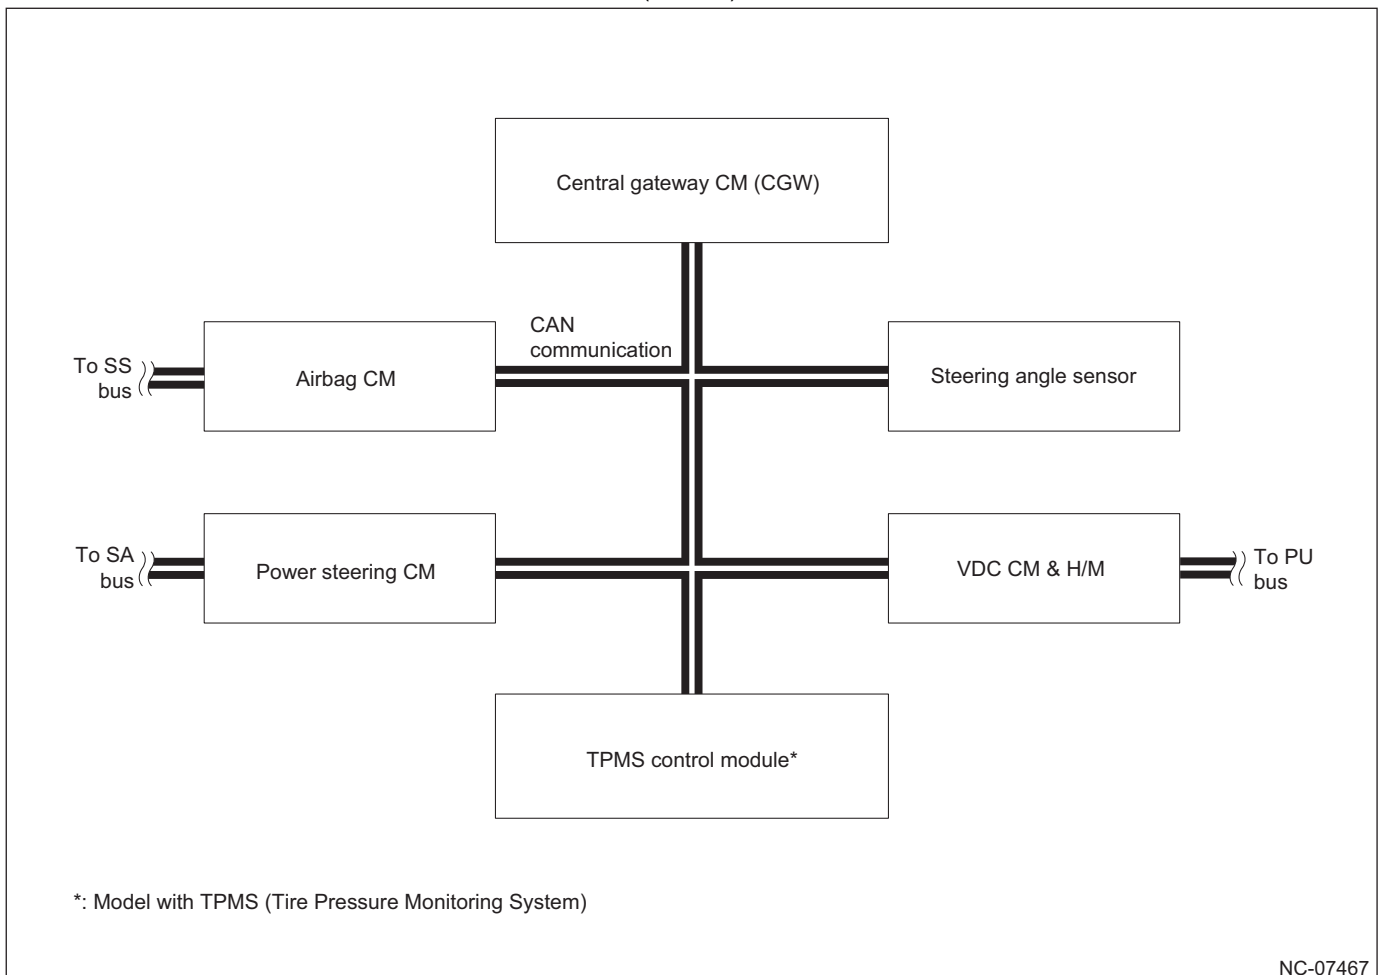 Central gateway CM (CGW)
CAN
communication
To SS
bus
Airbag CM
Steering angle sensor
To SA
bus
Power steering CM
VDC CM & H/M
To PU
bus
TPMS control module*
*: Model with TPMS (Tire Pressure Monitoring System)
NC-07467